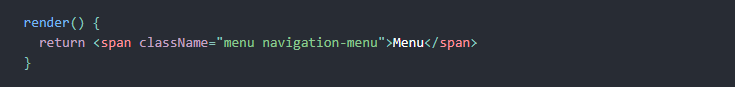 render() {
  return <span className="menu navigation-menu">Menu</span>
}